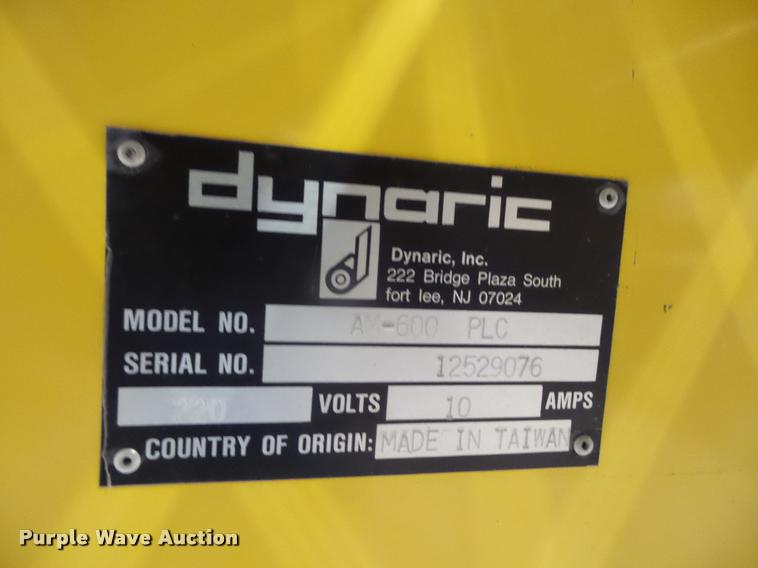 dynaric
Dynaric, Inc.
222 Bridge Plaza South
fort lee, NJ 07024
MODEL NO. AM-600 PLC
SERIAL NO. 12529076
220 VOLTS 10 AMPS
COUNTRY OF ORIGIN: MADE IN TAIWAN
Purple Wave Auction